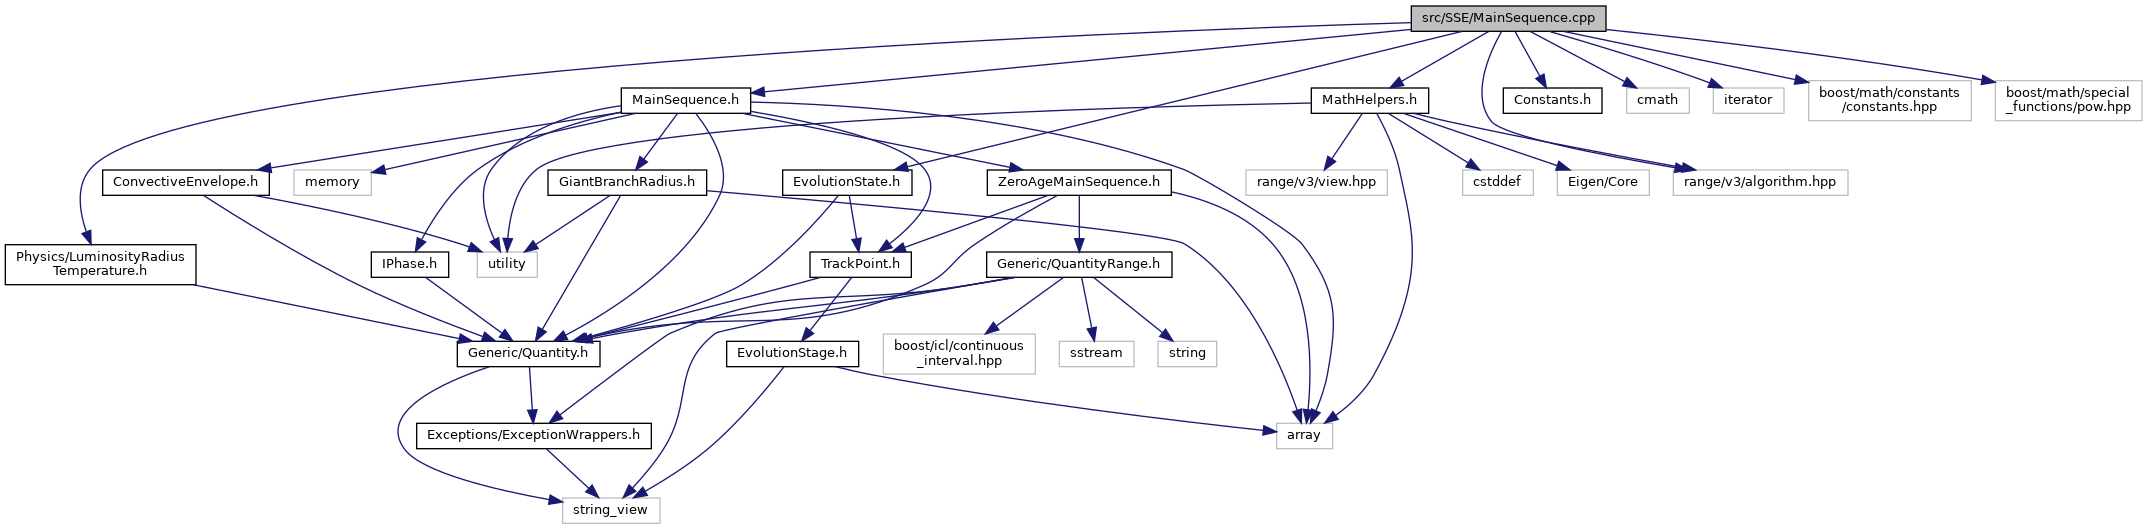 src/SSE/MainSequence.cpp
MainSequence.h
MathHelpers.h
Constants.h
cmath
iterator
boost/math/constants
/constants.hpp
boost/math/special
_functions/pow.hpp
ConvectiveEnvelope.h
memory
GiantBranchRadius.h
EvolutionState.h
ZeroAgeMainSequence.h
range/v3/view.hpp
cstddef
Eigen/Core
range/v3/algorithm.hpp
Physics/LuminosityRadius
Temperature.h
IPhase.h
utility
TrackPoint.h
Generic/QuantityRange.h
Generic/Quantity.h
EvolutionStage.h
boost/icl/continuous
_interval.hpp
sstream
string
Exceptions/ExceptionWrappers.h
array
string_view